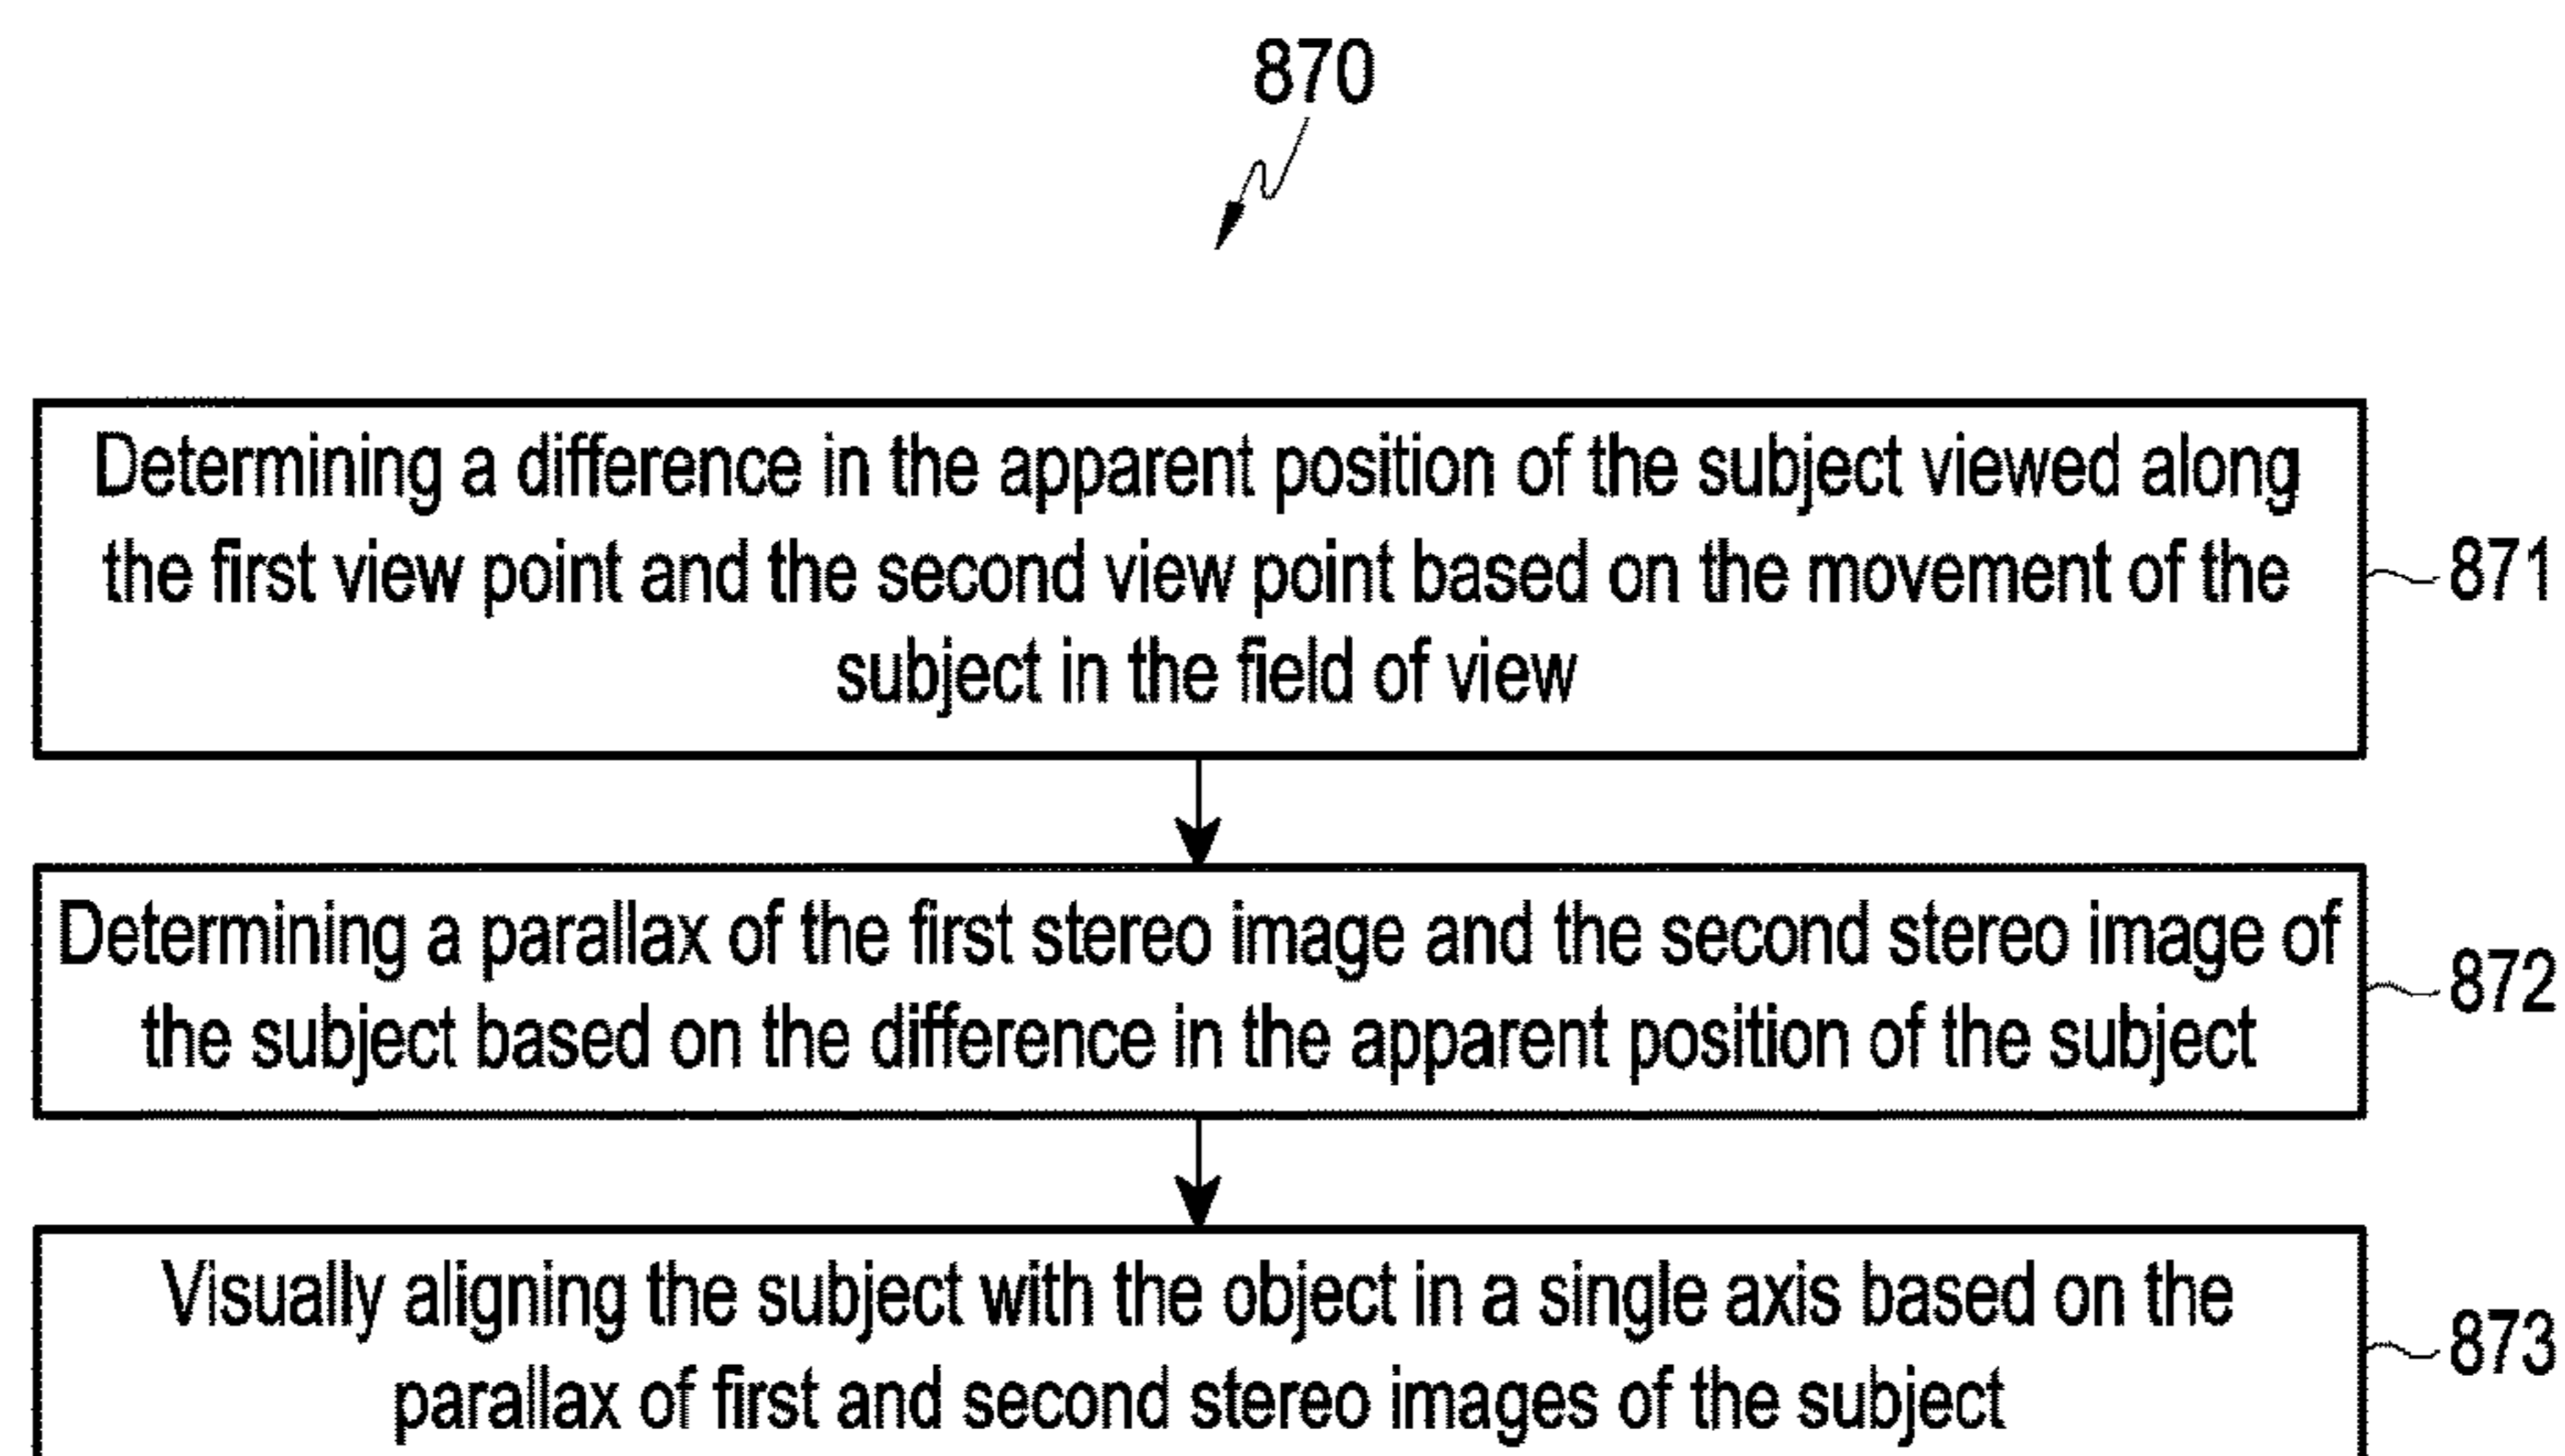 870
Determining a difference in the apparent position of the subject viewed along
the first view point and the second view point based on the movement of the
subject in the field of view
871
Determining a parallax of the first stereo image and the second stereo image of
the subject based on the difference in the apparent position of the subject
872
Visually aligning the subject with the object in a single axis based on the
parallax of first and second stereo images of the subject
873